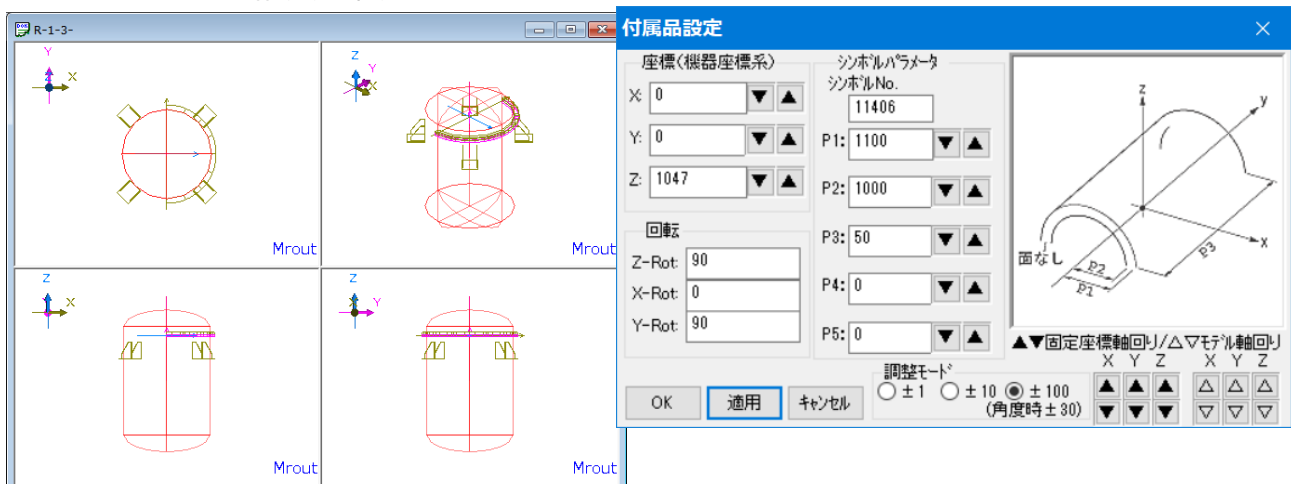 R-1-3-
Y
X
Z
Y
X
Mrout
Mrout
Z
X
Z
Y
Mrout
Mrout
付属品設定
座標(機器座標系)
X: 0
Y: 0
Z: 1047
回転
Z-Rot: 90
X-Rot: 0
Y-Rot: 90
シンボルパラメータ
シンボルNo.
11406
P1: 1100
P2: 1000
P3: 50
P4: 0
P5: 0
z
y
x
面なし
P2
P1
P3
▲▼固定座標軸回り/△▽モデル軸回り
X Y Z X Y Z
調整モード
±1 ±10 ±100
(角度時±30)
OK 適用 キャンセル